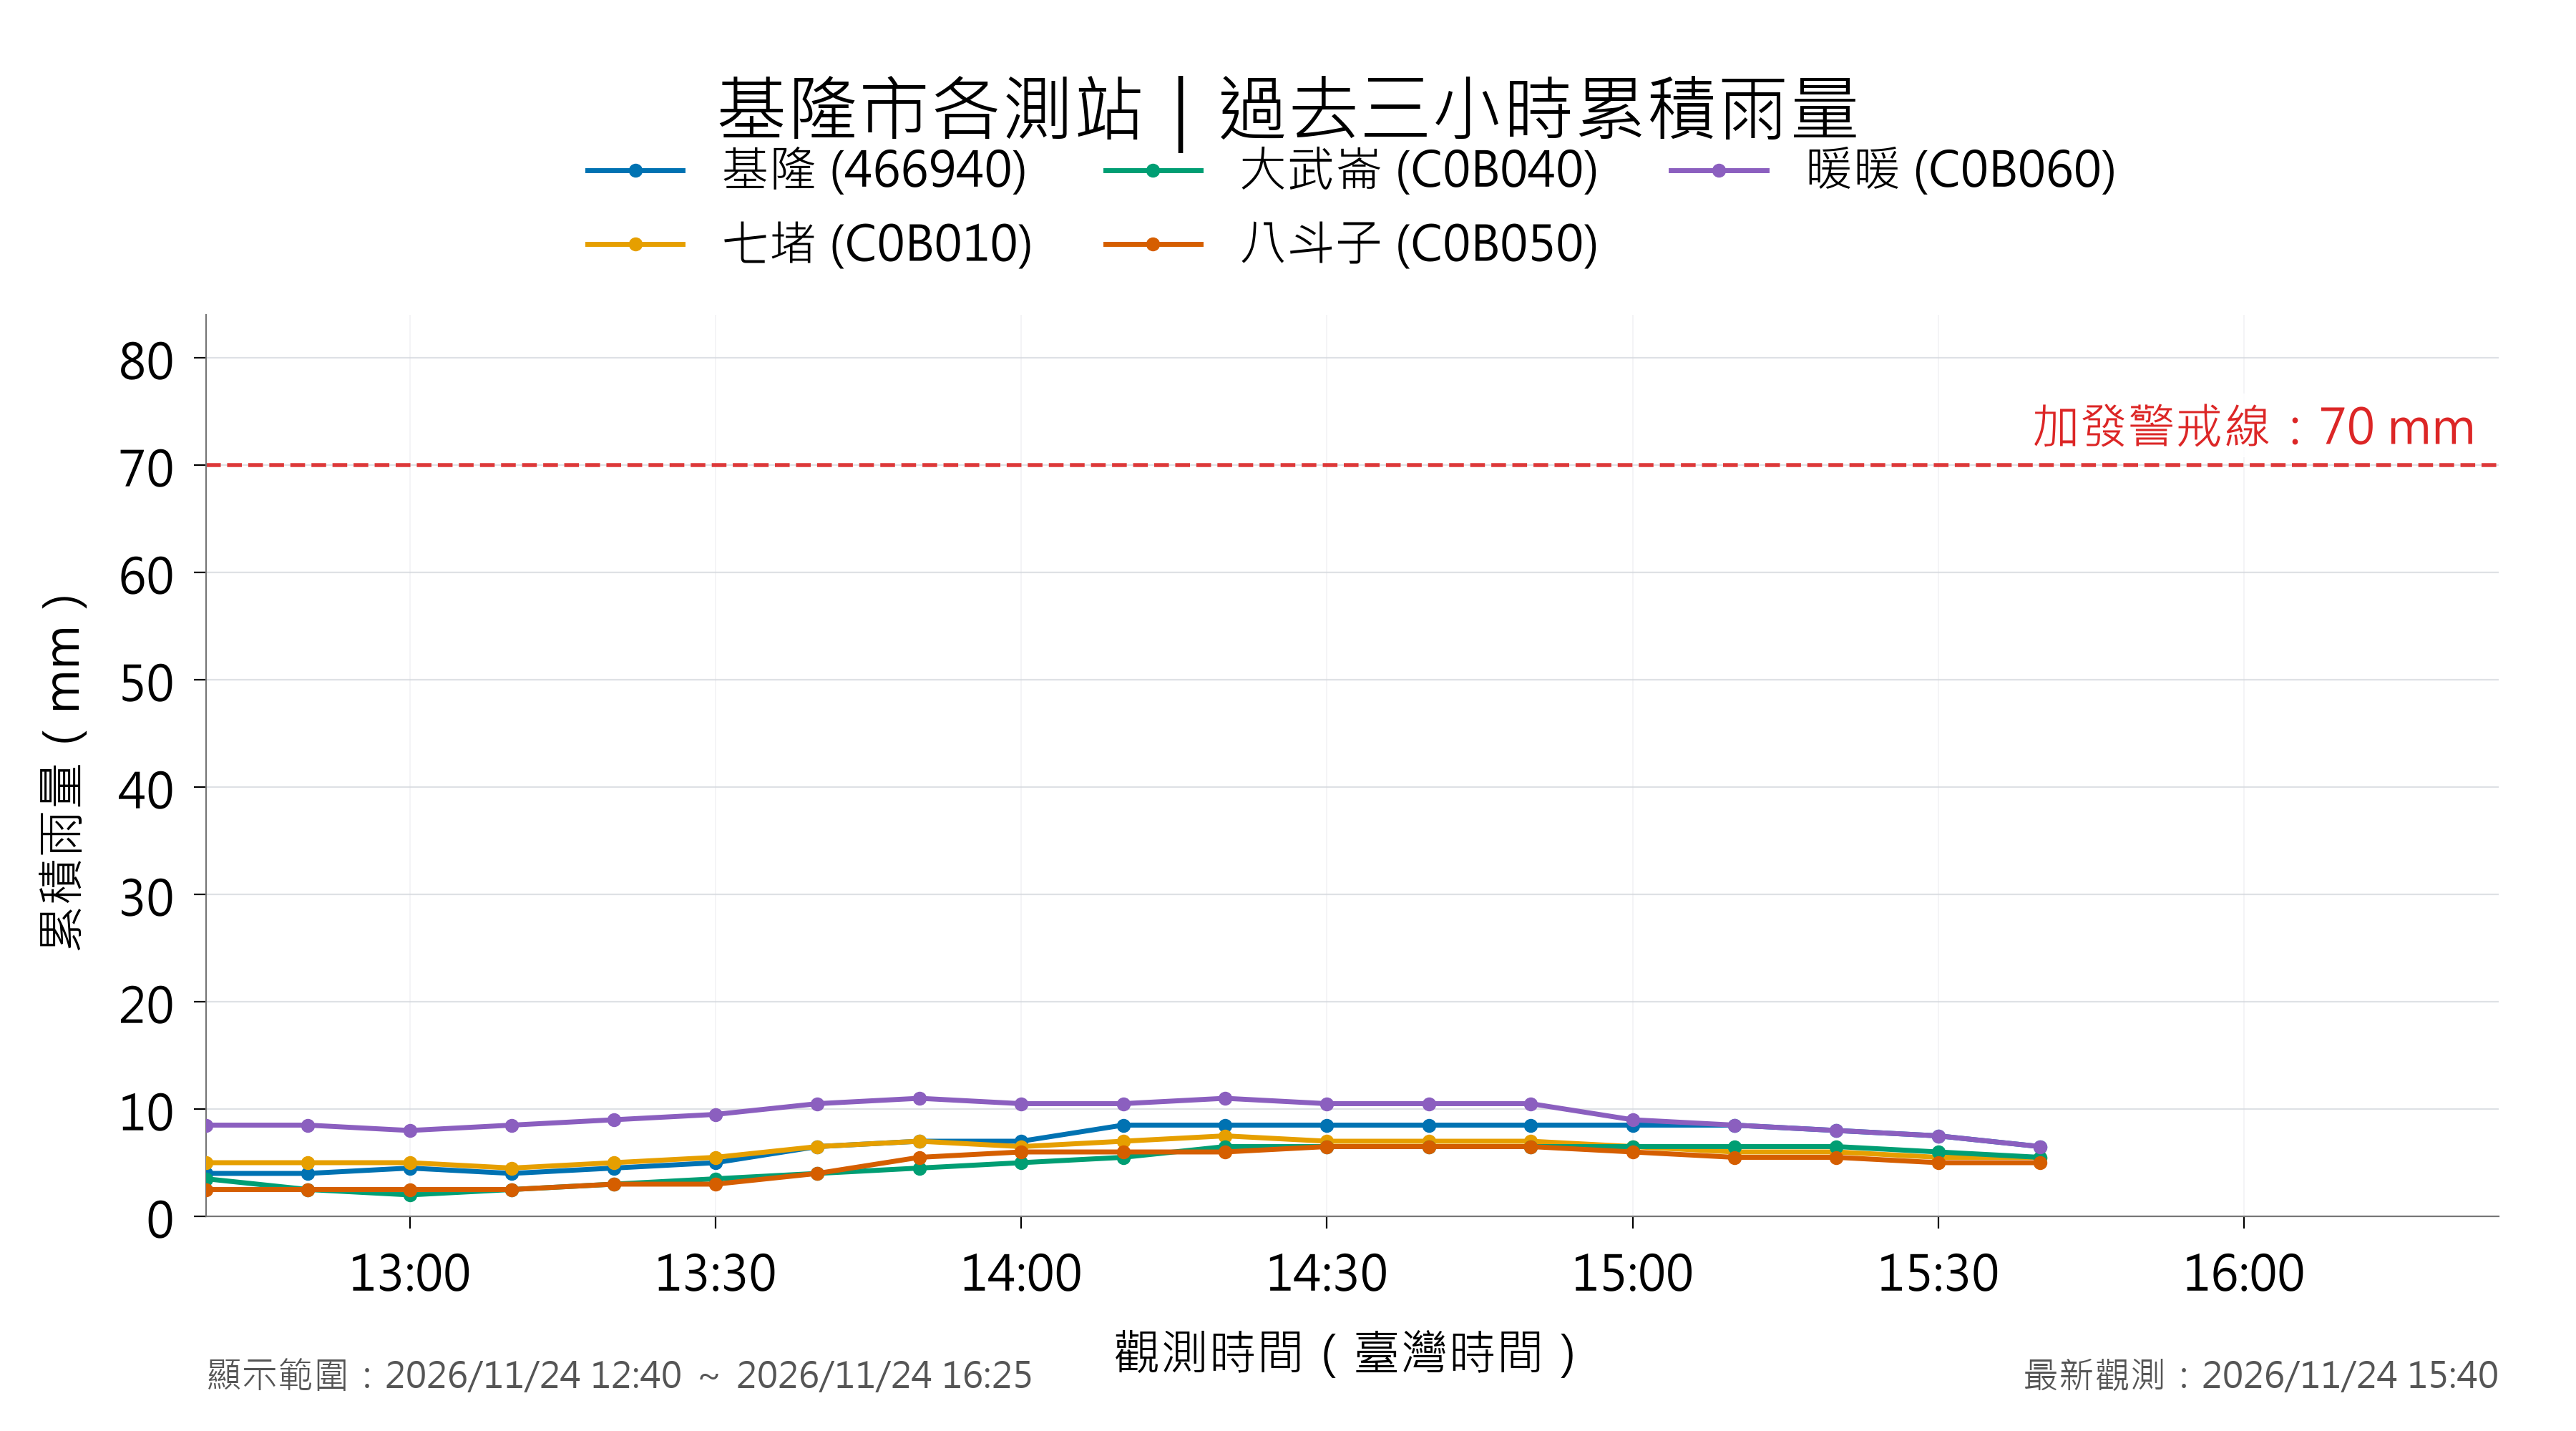 基隆市各測站｜過去三小時累積雨量
基隆 (466940)
大武崙 (C0B040)
暖暖 (C0B060)
七堵 (C0B010)
八斗子 (C0B050)
加發警戒線：70 mm
80
70
60
50
40
30
20
10
0
累積雨量（mm）
13:00
13:30
14:00
14:30
15:00
15:30
16:00
觀測時間（臺灣時間）
顯示範圍：2026/11/24 12:40 ~ 2026/11/24 16:25
最新觀測：2026/11/24 15:40